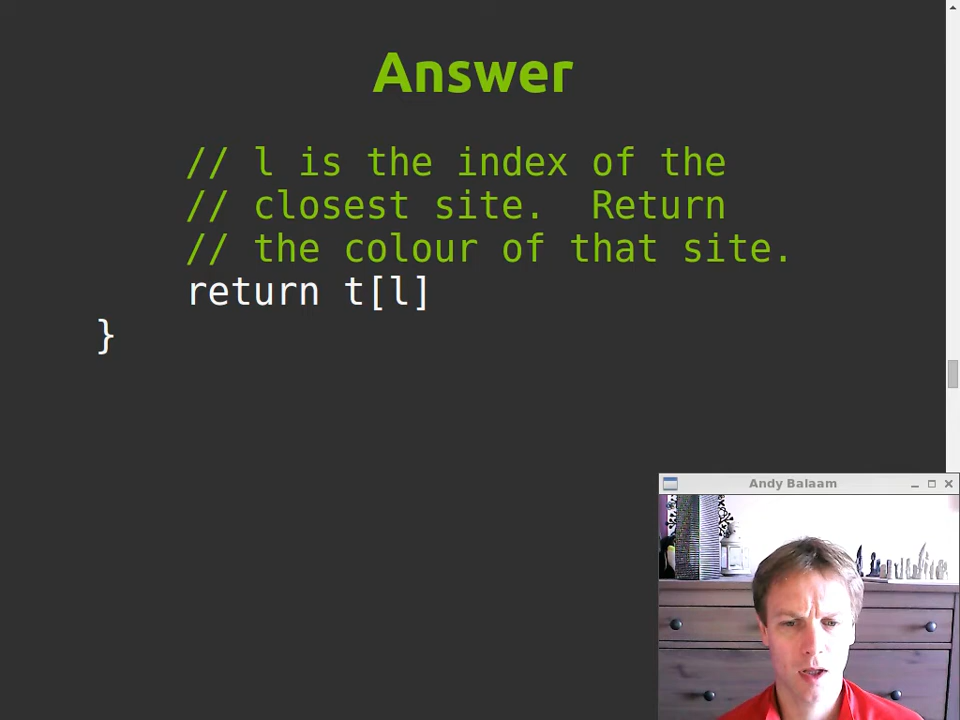 Answer
// l is the index of the
// closest site.  Return
// the colour of that site.
return t[l]
}
Andy Balaam